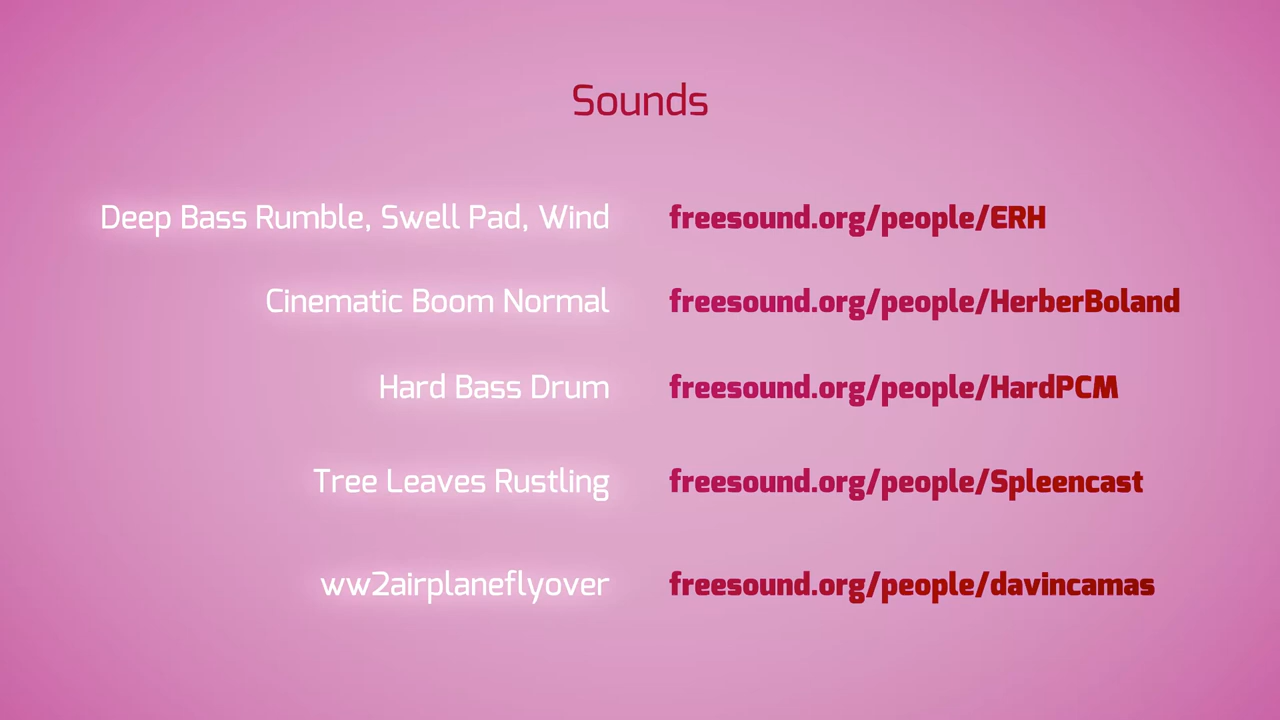 Sounds
Deep Bass Rumble, Swell Pad, Wind freesound.org/people/ERH
Cinematic Boom Normal freesound.org/people/HerberBoland
Hard Bass Drum freesound.org/people/HardPCM
Tree Leaves Rustling freesound.org/people/Spleencast
ww2airplaneflyover freesound.org/people/davincamas